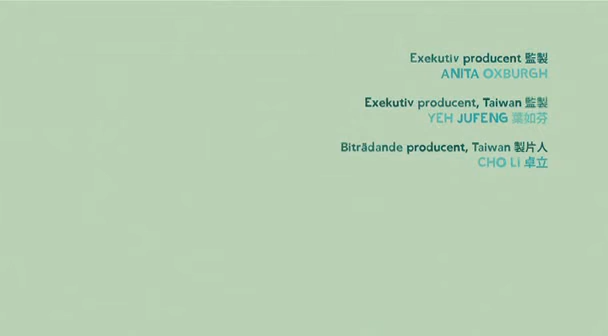 Exekutiv producent 監製
ANITA OXBURGH
Exekutiv producent, Taiwan 監製
YEH JUFENG 葉如芬
Biträdande producent, Taiwan 製片人
CHO LI 卓立